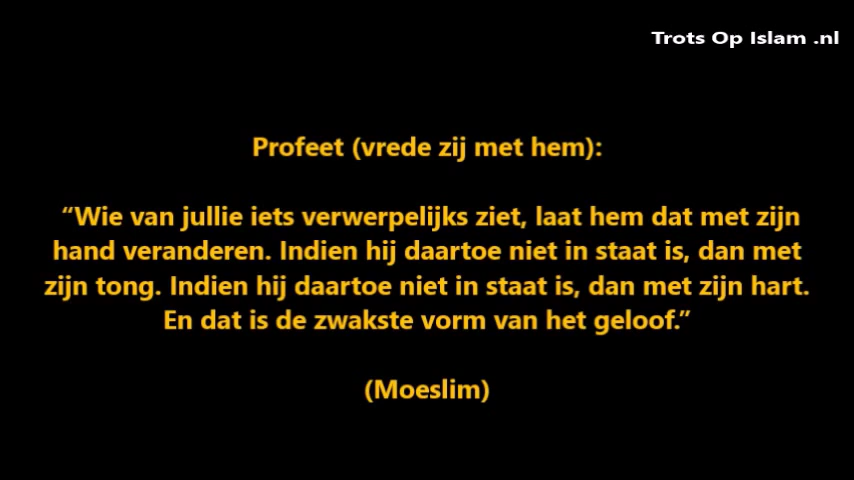 Trots Op Islam .nl
Profeet (vrede zij met hem):
“Wie van jullie iets verwerpelijks ziet, laat hem dat met zijn
hand veranderen. Indien hij daartoe niet in staat is, dan met
zijn tong. Indien hij daartoe niet in staat is, dan met zijn hart.
En dat is de zwakste vorm van het geloof.”
(Moeslim)